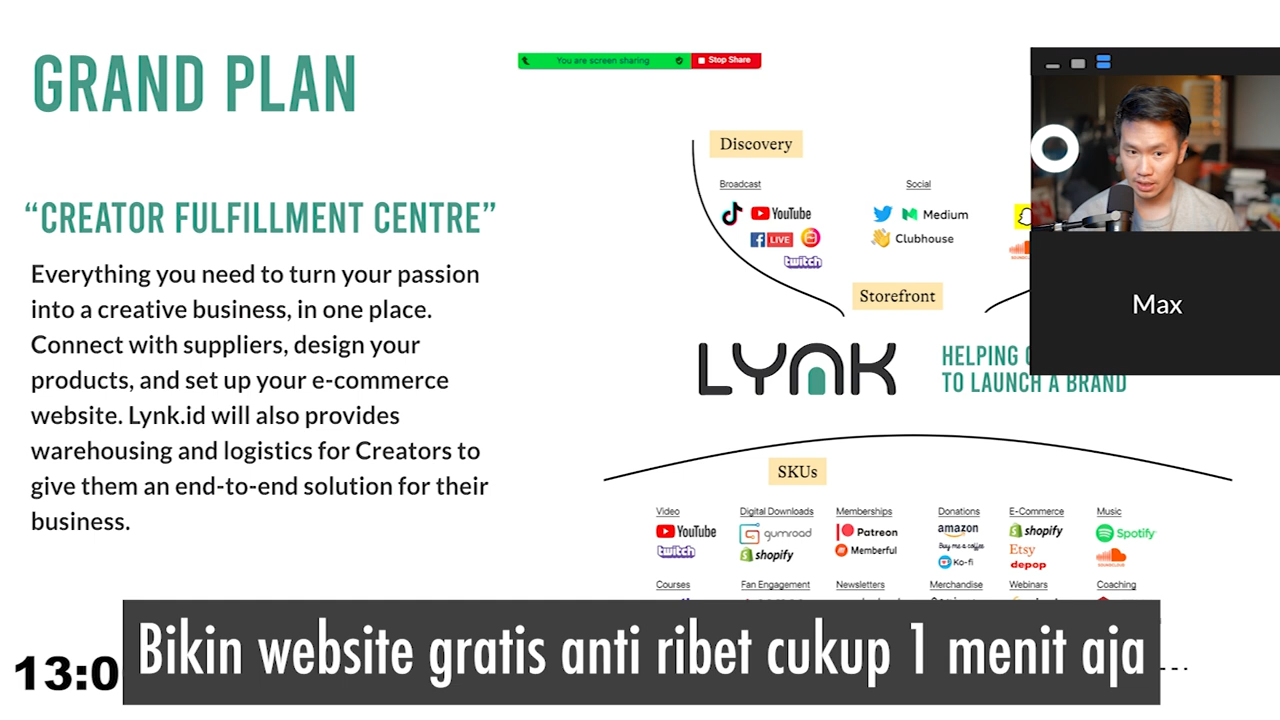 GRAND PLAN
You are screen sharing
Stop Share
Discovery
Broadcast
Social
YouTube
Medium
LIVE
Clubhouse
twitch
Max
"CREATOR FULFILLMENT CENTRE"
Everything you need to turn your passion
into a creative business, in one place.
Connect with suppliers, design your
products, and set up your e-commerce
website. Lynk.id will also provides
warehousing and logistics for Creators to
give them an end-to-end solution for their
business.
Storefront
LYNK
HELPING
TO LAUNCH A BRAND
SKUs
Video
Digital Downloads
Memberships
Donations
E-Commerce
Music
YouTube
gumroad
Patreon
amazon
shopify
Spotify
twitch
shopify
Memberful
Buy me a coffee
Etsy
Ko-fi
depop
SOUNDCLOUD
Courses
Fan Engagement
Newsletters
Merchandise
Webinars
Coaching
Bikin website gratis anti ribet cukup 1 menit aja
13:0